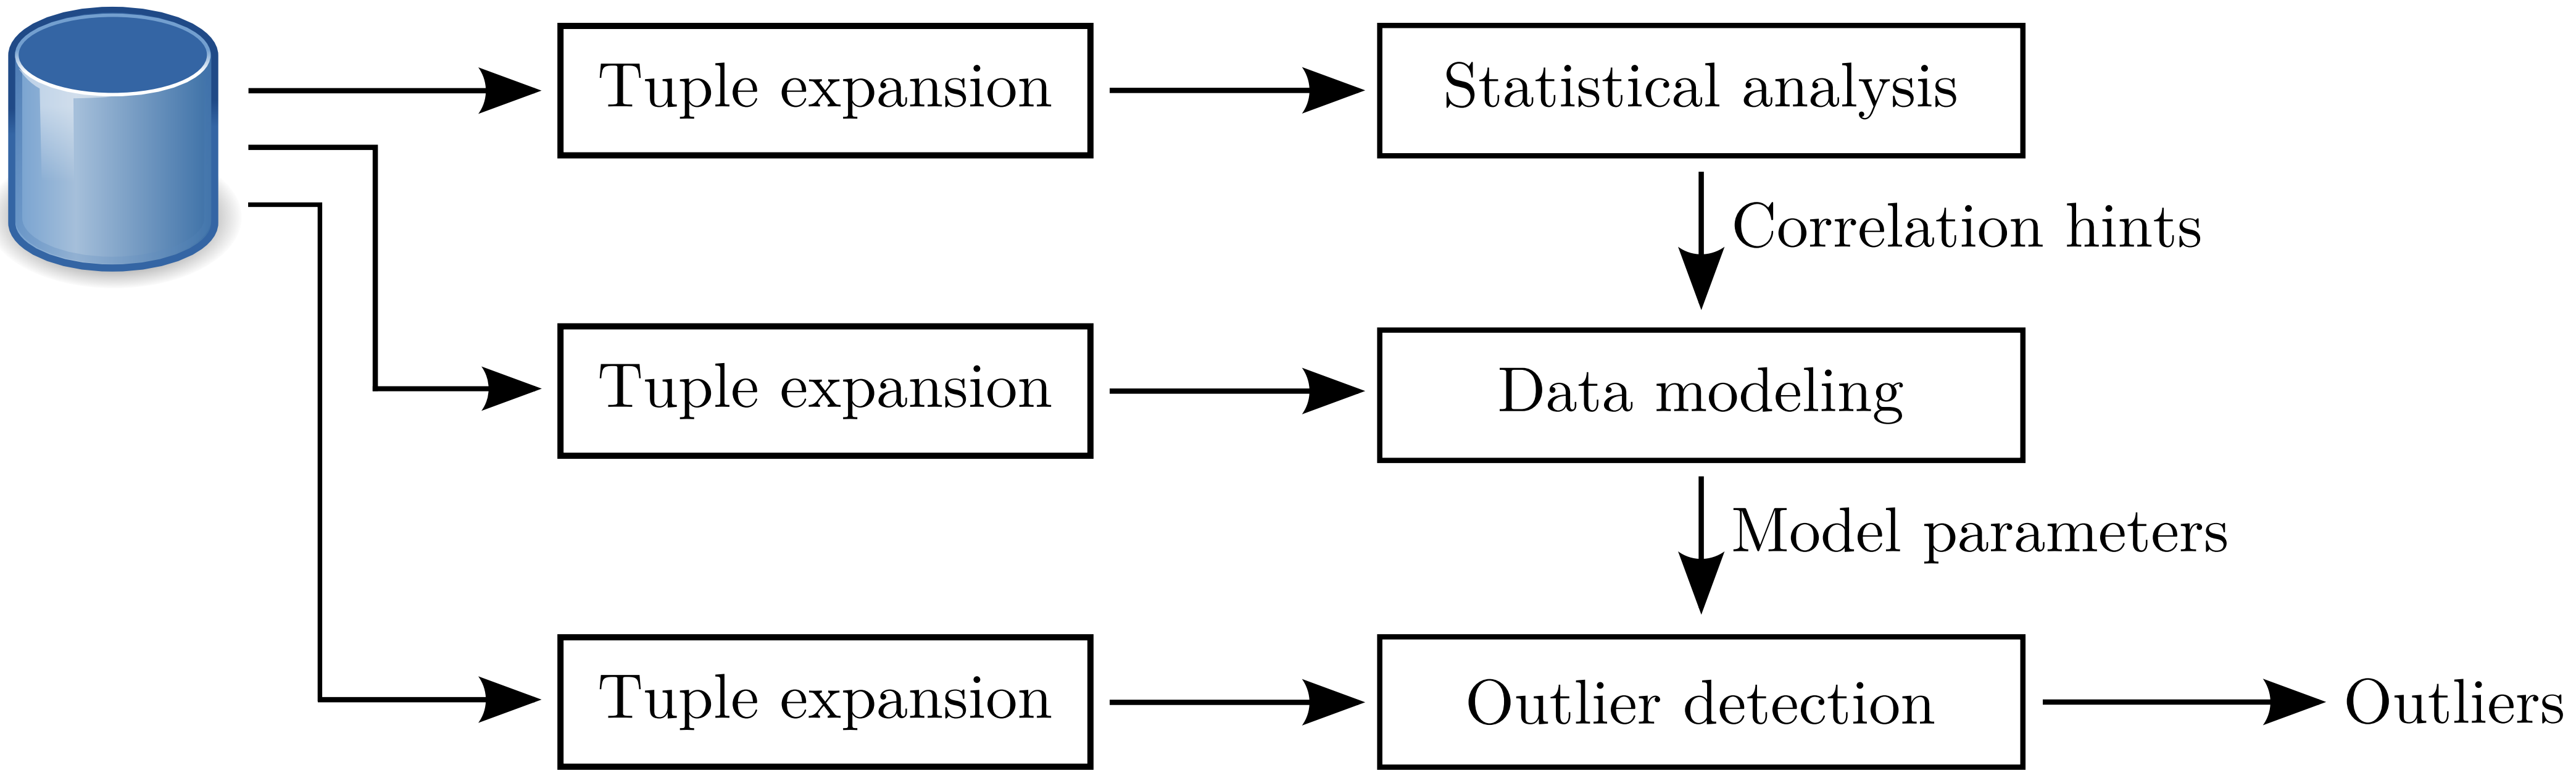 Tuple expansion
Statistical analysis
Correlation hints
Tuple expansion
Data modeling
Model parameters
Tuple expansion
Outlier detection
Outliers